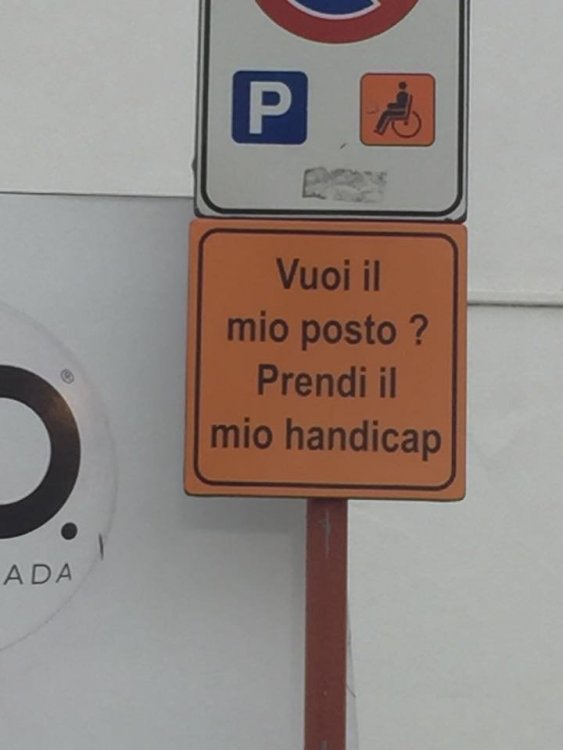 P
Vuoi il
mio posto ?
Prendi il
mio handicap
®
ADA